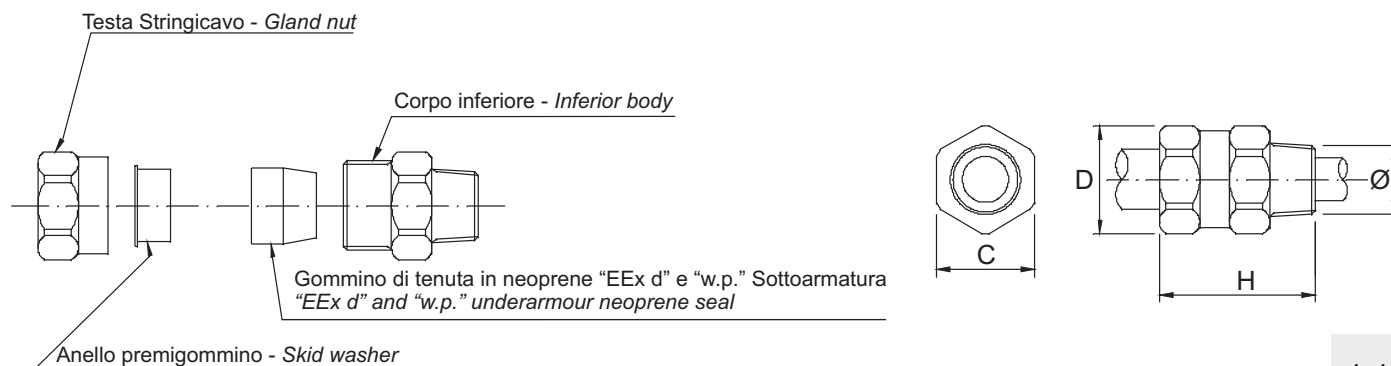 Testa Stringicavo - Gland nut
Corpo inferiore - Inferior body
Gommino di tenuta in neoprene “EEx d” e “w.p.” Sottoarmatura
“EEx d” and “w.p.” underarmour neoprene seal
Anello premigommino - Skid washer
C
D
H
Ø